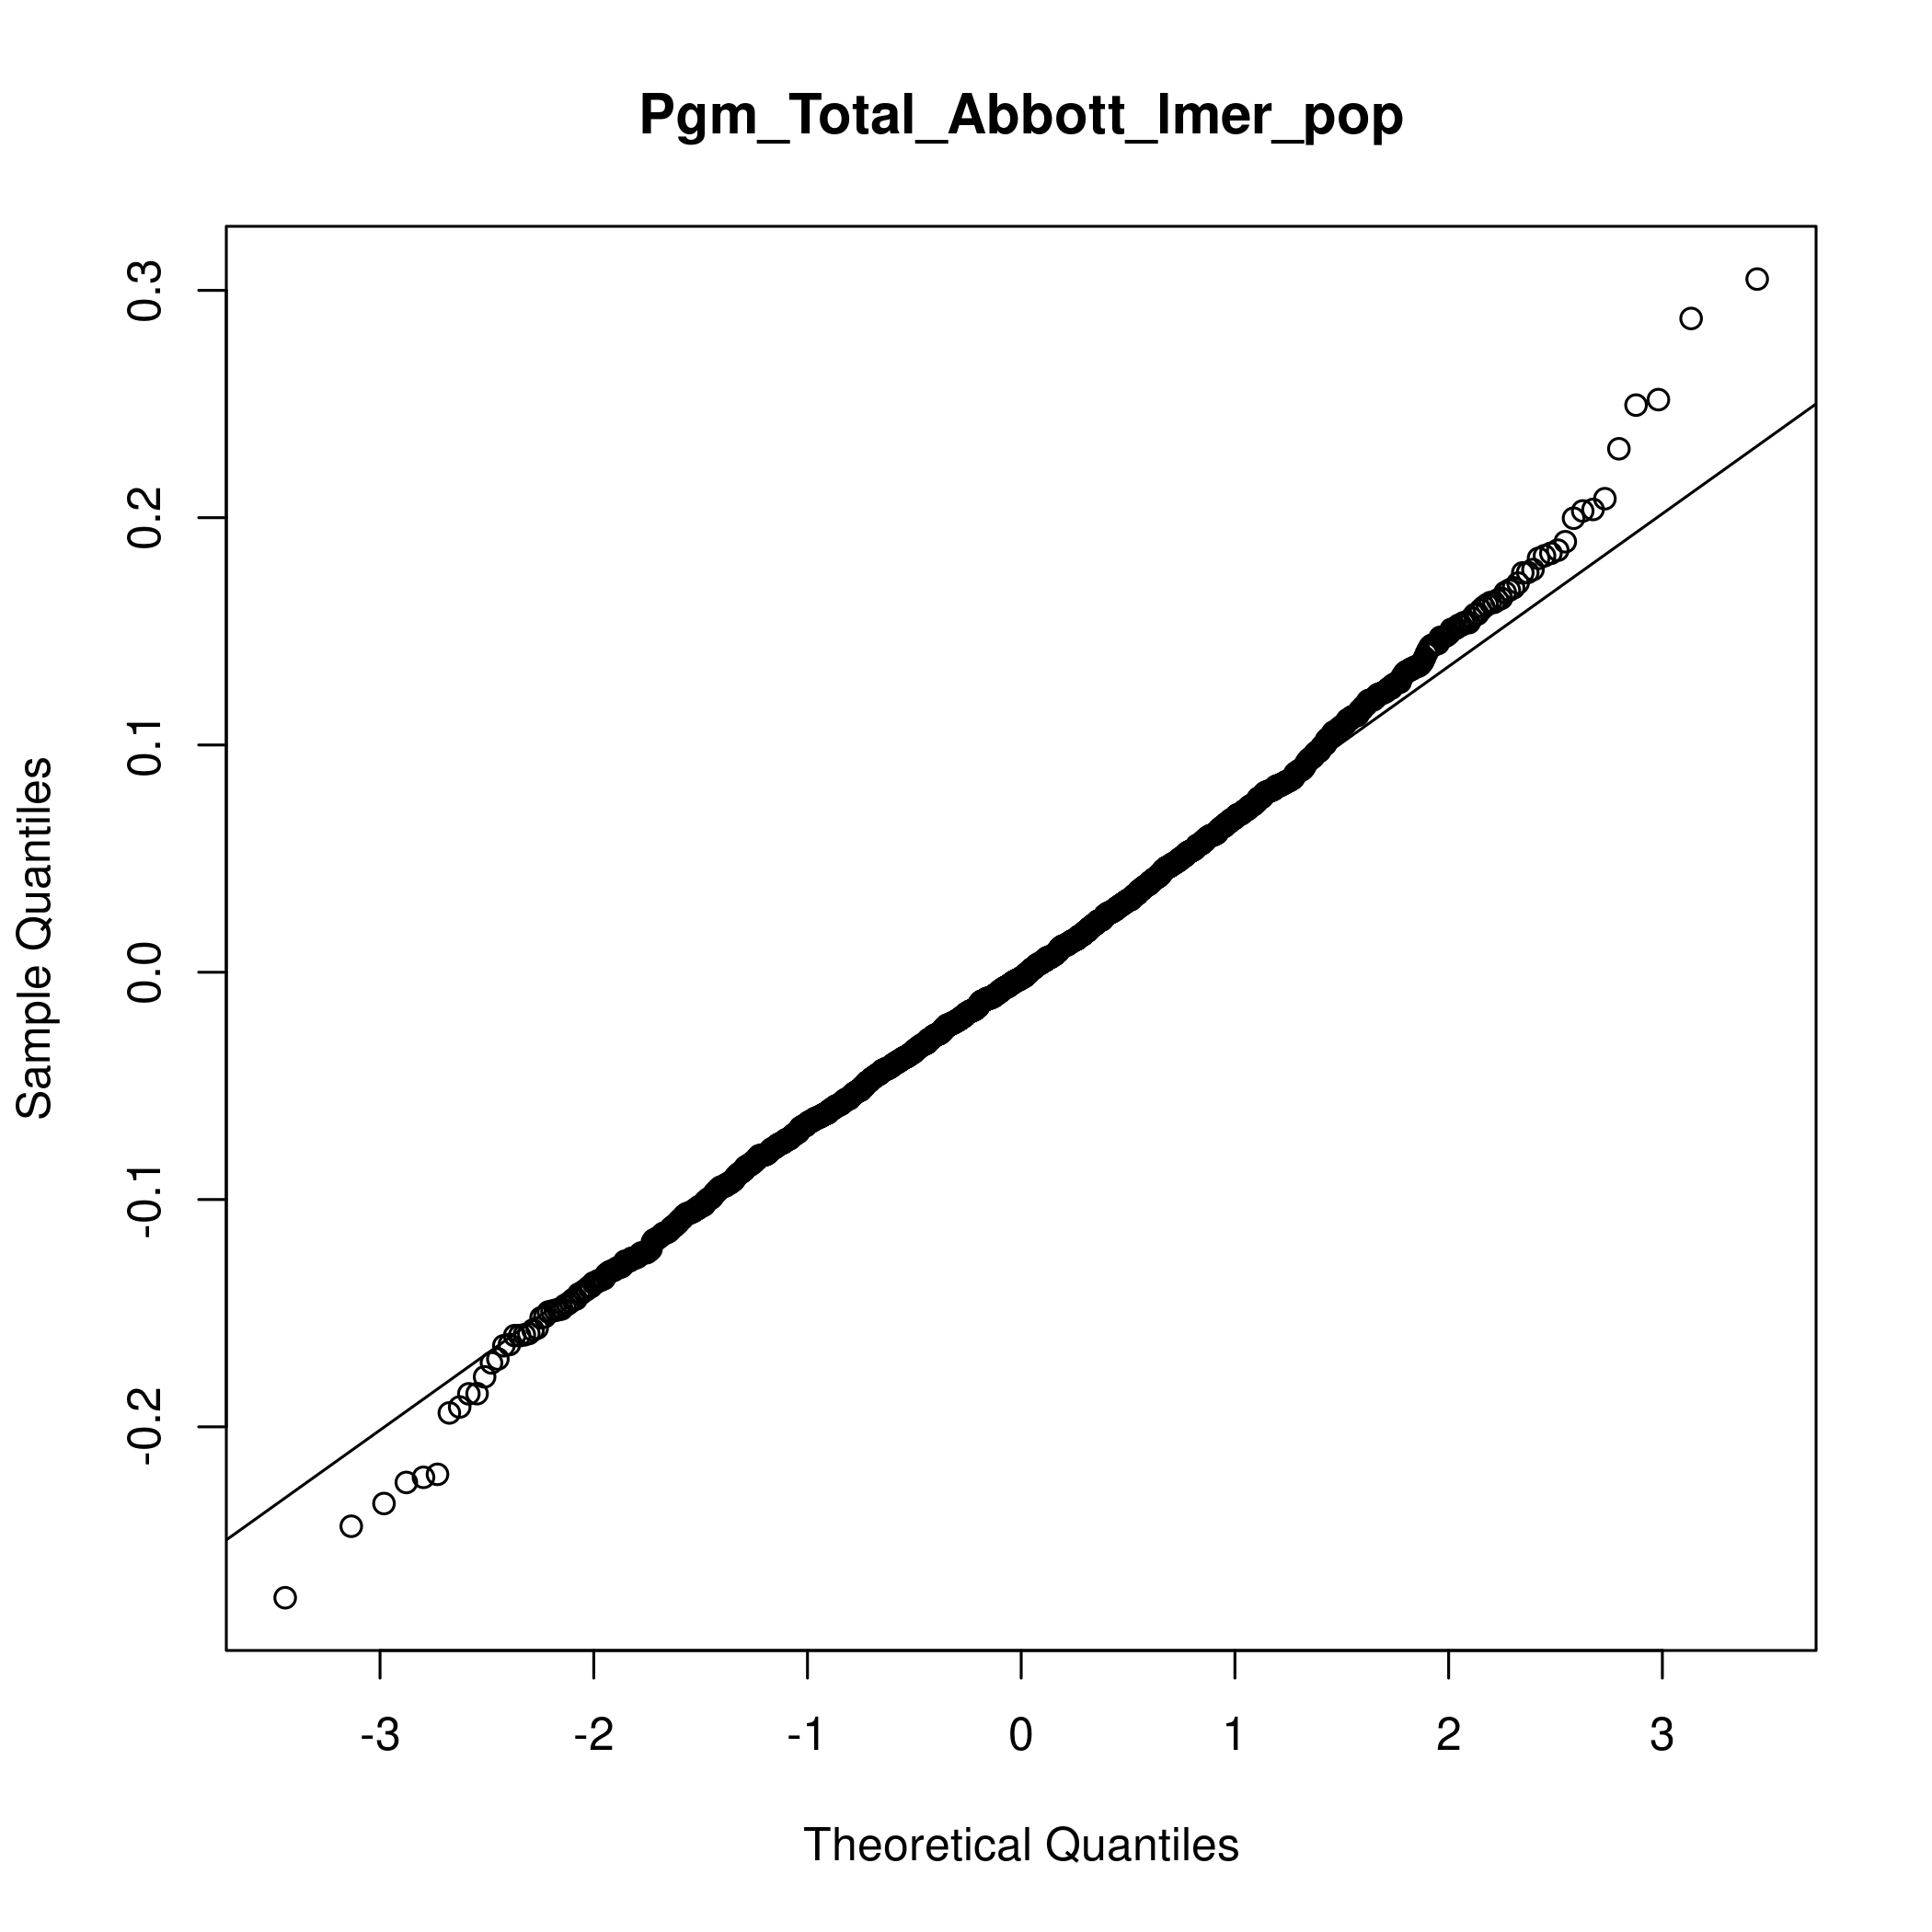 Pgm_Total_Abbott_lmer_pop
0.3
0.2
0.1
0.0
-0.1
-0.2
Sample Quantiles
-3 -2 -1 0 1 2 3
Theoretical Quantiles